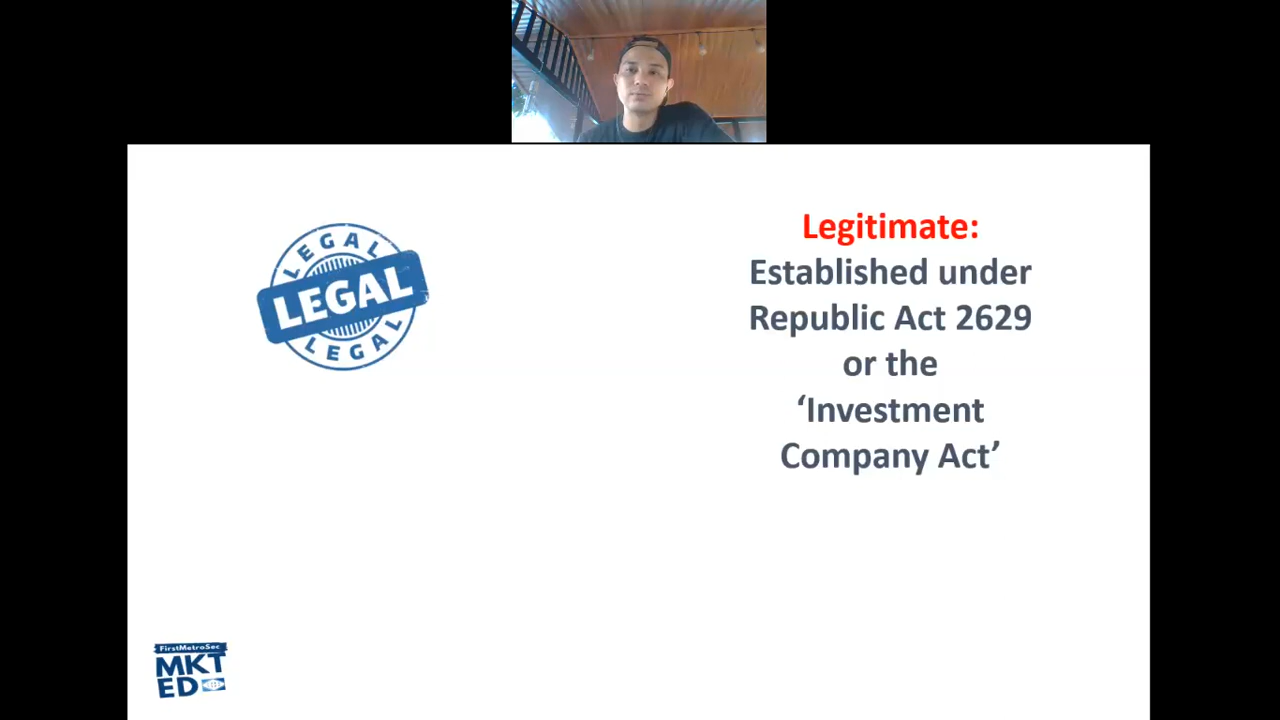 LEGAL
LEGAL
LEGAL
Legitimate:
Established under
Republic Act 2629
or the
‘Investment
Company Act’
FirstMetroSec
MKT
ED